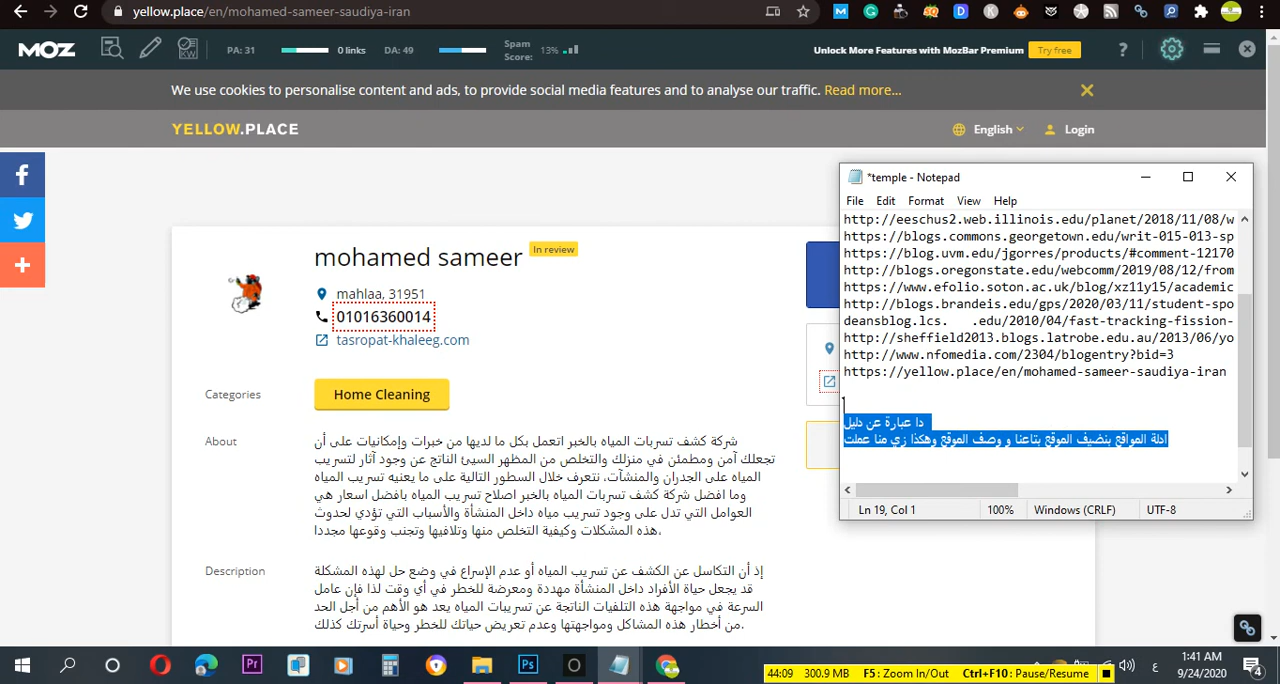 yellow.place/en/mohamed-sameer-saudiya-iran
MOZ
PA: 31
0 links
DA: 49
Spam Score: 13%
Unlock More Features with MozBar Premium
Try free
We use cookies to personalise content and ads, to provide social media features and to analyse our traffic. Read more...
YELLOW.PLACE
English
Login
mohamed sameer
In review
mahlaa, 31951
01016360014
tasropat-khaleeg.com
Categories
Home Cleaning
About
شركة كشف تسربات المياه بالخبر اتعمل بكل ما لديها من خبرات وإمكانيات على أن
تجعلك آمن ومطمئن في منزلك والتخلص من المظهر السيئ الناتج عن وجود آثار لتسريب
المياه على الجدران والمنشآت، نتعرف خلال السطور التالية على ما يعنيه تسريب المياه
وما افضل شركة كشف تسربات المياه بالخبر اصلاح تسريب المياه بافضل اسعار هي
العوامل التي تدل على وجود تسريب مياه داخل المنشأة والأسباب التي تؤدي لحدوث
هذه المشكلات وكيفية التخلص منها وتلافيها وتجنب وقوعها مجددا.
Description
إذ أن التكاسل عن الكشف عن تسريب المياه أو عدم الإسراع في وضع حل لهذه المشكلة
قد يجعل حياة الأفراد داخل المنشأة مهددة ومعرضة للخطر في أي وقت لذا فإن عامل
السرعة في مواجهة هذه التلفيات الناتجة عن تسريبات المياه يعد هو الأهم من أجل الحد
من أخطار هذه المشاكل ومواجهتها وعدم تعريض حياتك للخطر وحياة أسرتك كذلك.
*temple - Notepad
File Edit Format View Help
http://eeschus2.web.illinois.edu/planet/2018/11/08/w
https://blogs.commons.georgetown.edu/writ-015-013-sp
https://blog.uvm.edu/jgorres/products/#comment-12170
http://blogs.oregonstate.edu/webcomm/2019/08/12/from
https://www.efolio.soton.ac.uk/blog/xz11y15/academic
http://blogs.brandeis.edu/gps/2020/03/11/student-spo
deansblog.lcs. .edu/2010/04/fast-tracking-fission-
http://sheffield2013.blogs.latrobe.edu.au/2013/06/yo
http://www.nfomedia.com/2304/blogentry?bid=3
https://yellow.place/en/mohamed-sameer-saudiya-iran
دا عبارة عن دليل
ادلة المواقع بنضيف الموقع بتاعنا و وصف الموقع وهكذا زي منا عملت
Ln 19, Col 1
100%
Windows (CRLF)
UTF-8
44:09 300.9 MB F5: Zoom In/Out Ctrl+F10: Pause/Resume
ع
1:41 AM
9/24/2020
4